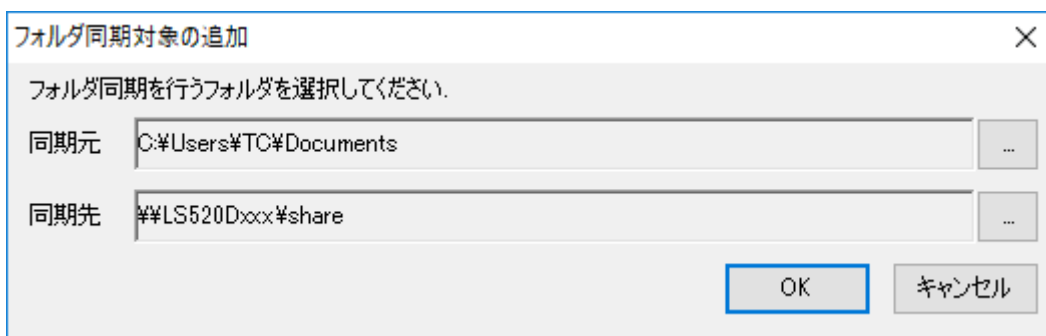 フォルダ同期対象の追加
フォルダ同期を行うフォルダを選択してください.
同期元 C:¥Users¥TC¥Documents ...
同期先 ¥¥LS520Dxxx¥share ...
OK キャンセル